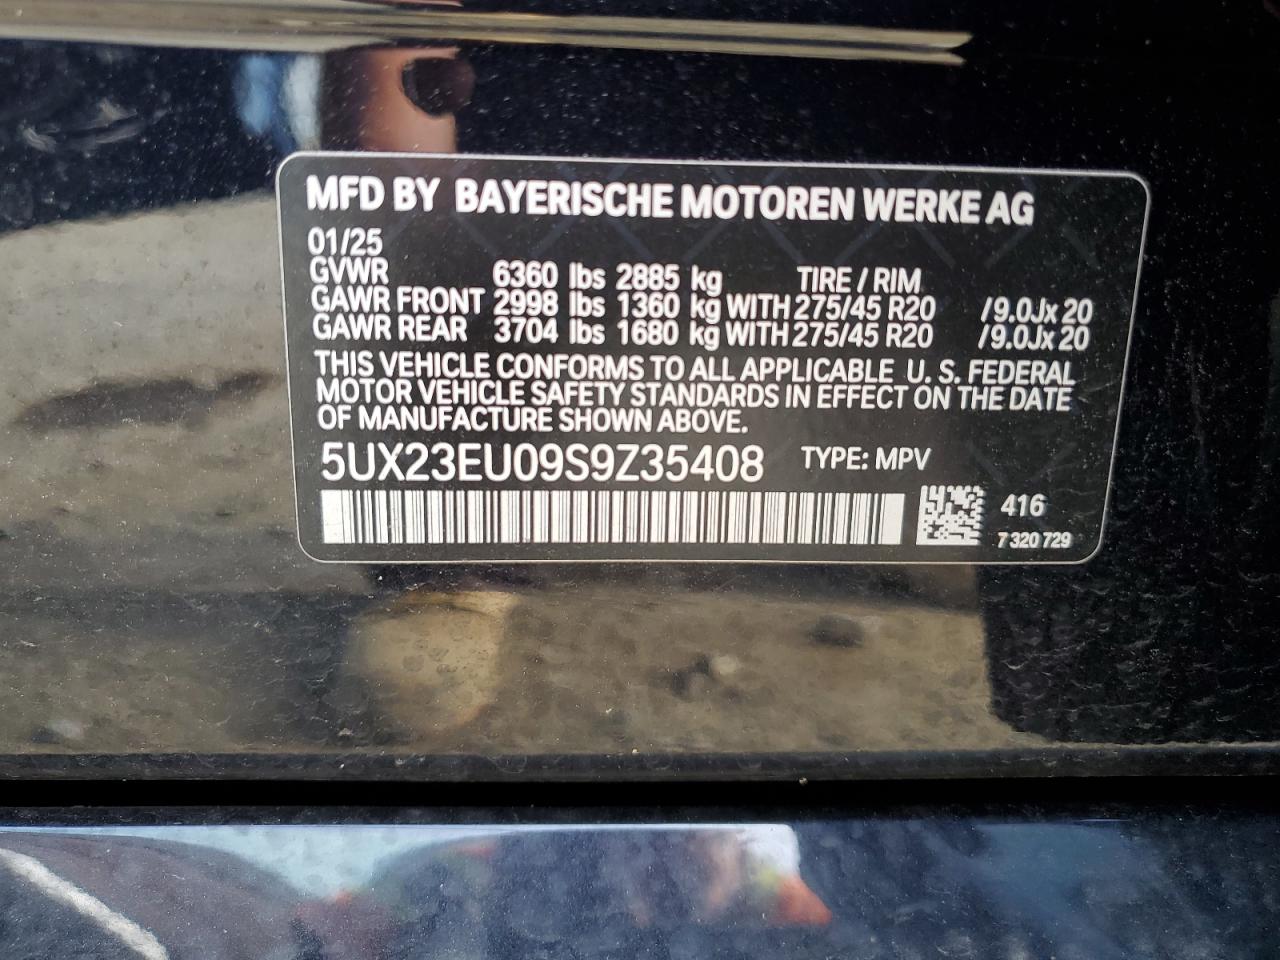 MFD BY BAYERISCHE MOTOREN WERKE AG
01/25
GVWR 6360 lbs 2885 kg TIRE / RIM
GAWR FRONT 2998 lbs 1360 kg WITH 275/45 R20 /9.0Jx 20
GAWR REAR 3704 lbs 1680 kg WITH 275/45 R20 /9.0Jx 20
THIS VEHICLE CONFORMS TO ALL APPLICABLE U. S. FEDERAL
MOTOR VEHICLE SAFETY STANDARDS IN EFFECT ON THE DATE
OF MANUFACTURE SHOWN ABOVE.
5UX23EU09S9Z35408 TYPE: MPV
416
7 320 729